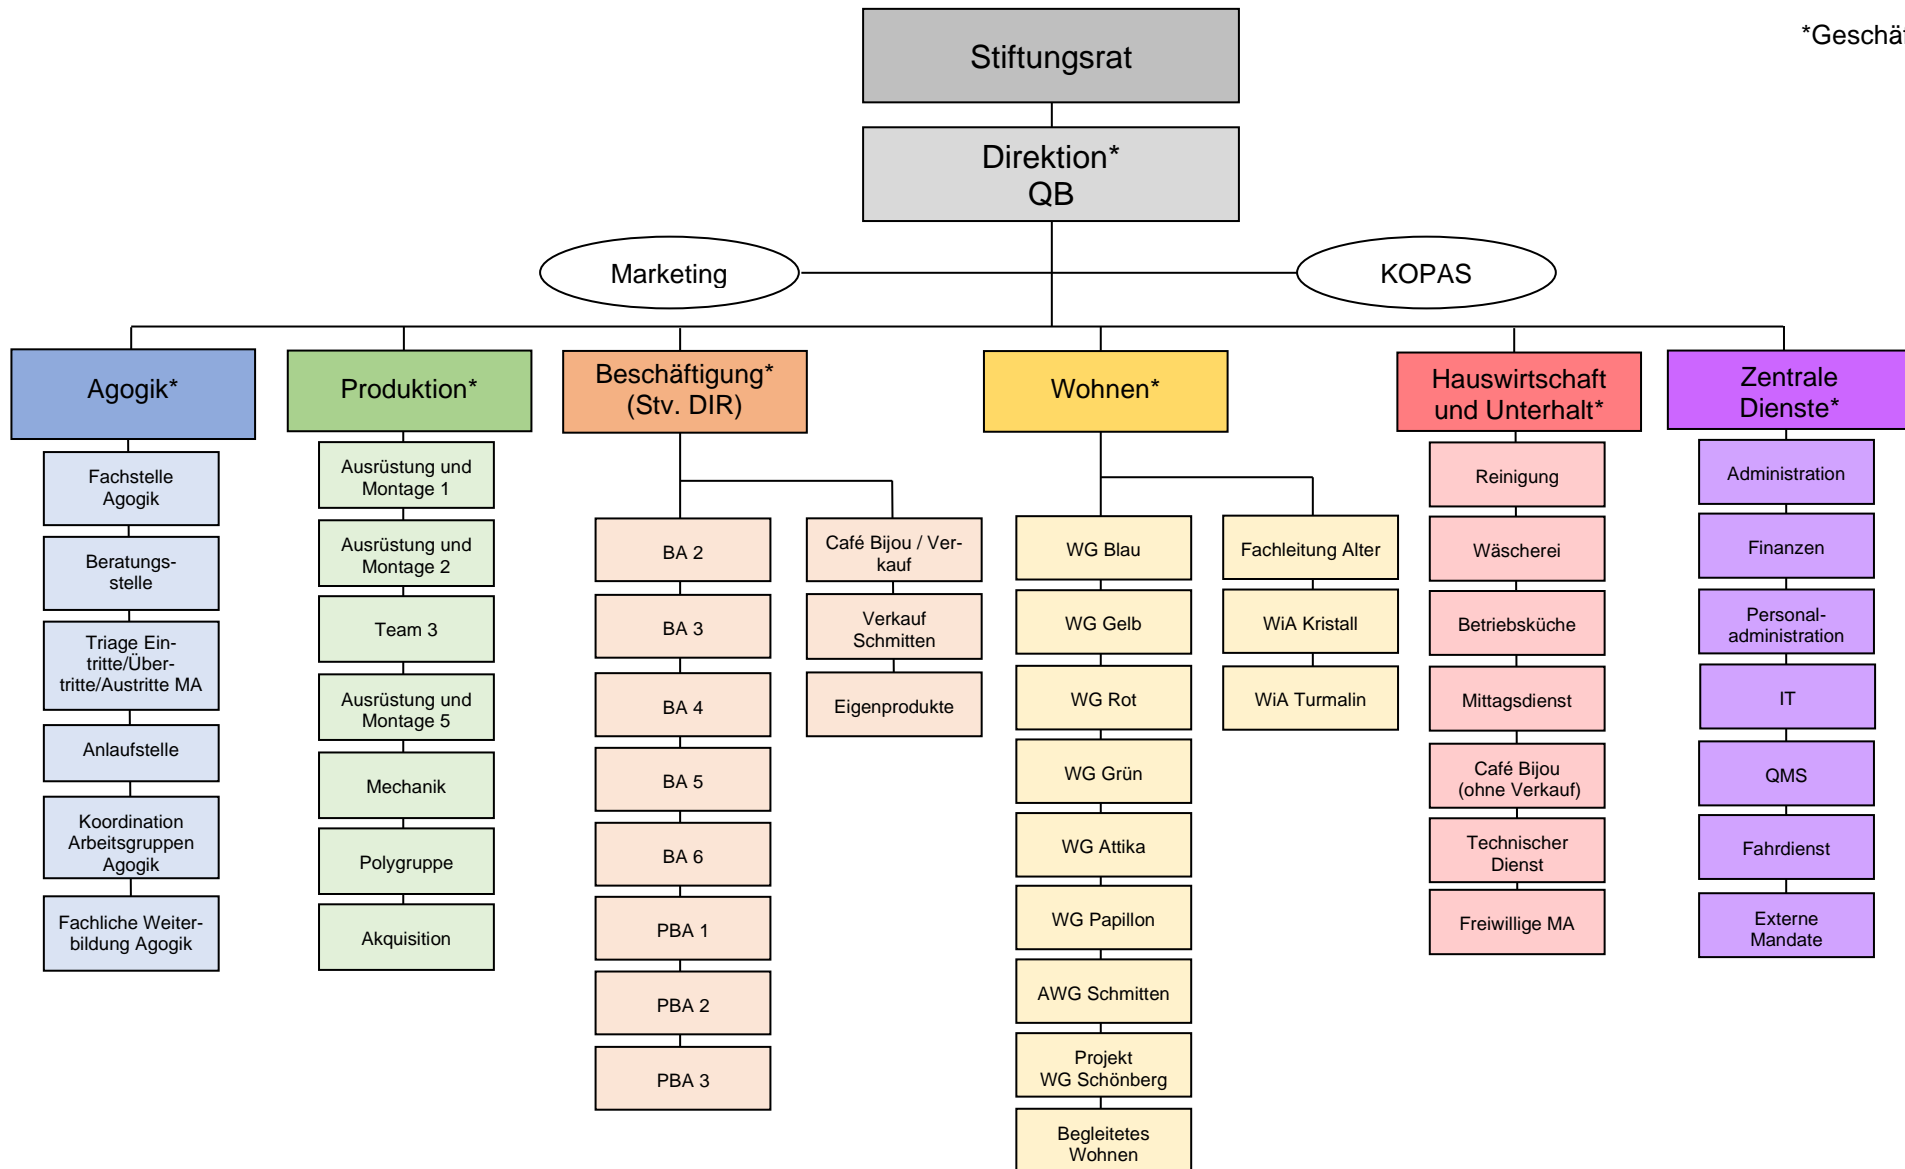 *Geschäf
Stiftungsrat
Direktion*
QB
Marketing
KOPAS
Agogik*
Fachstelle
Agogik
Beratungs-
stelle
Triage Ein-
tritte/Über-
tritte/Austritte MA
Anlaufstelle
Koordination
Arbeitsgruppen
Agogik
Fachliche Weiter-
bildung Agogik
Produktion*
Ausrüstung und
Montage 1
Ausrüstung und
Montage 2
Team 3
Ausrüstung und
Montage 5
Mechanik
Polygruppe
Akquisition
Beschäftigung*
(Stv. DIR)
BA 2
BA 3
BA 4
BA 5
BA 6
PBA 1
PBA 2
PBA 3
Café Bijou / Ver-
kauf
Verkauf
Schmitten
Eigenprodukte
Wohnen*
WG Blau
WG Gelb
WG Rot
WG Grün
WG Attika
WG Papillon
AWG Schmitten
Projekt
WG Schönberg
Begleitetes
Wohnen
Fachleitung Alter
WiA Kristall
WiA Turmalin
Hauswirtschaft
und Unterhalt*
Reinigung
Wäscherei
Betriebsküche
Mittagsdienst
Café Bijou
(ohne Verkauf)
Technischer
Dienst
Freiwillige MA
Zentrale
Dienste*
Administration
Finanzen
Personal-
administration
IT
QMS
Fahrdienst
Externe
Mandate